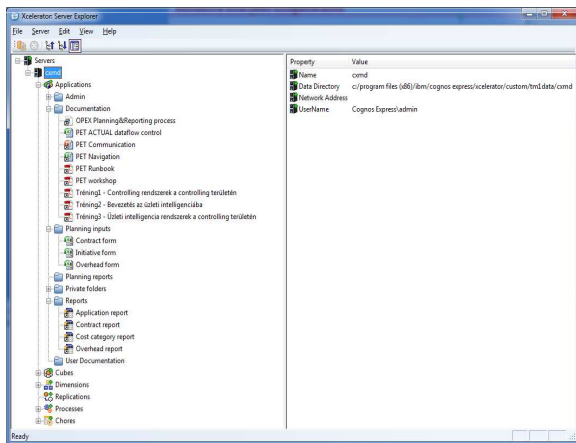 Xcelerator Server Explorer
File Server Edit View Help
Servers
cxmd
Applications
Admin
Documentation
OPEX Planning&Reporting process
PET ACTUAL dataflow control
PET Communication
PET Navigation
PET Runbook
PET workshop
Tréning1 - Controlling rendszerek a controlling területén
Tréning2 - Bevezetés az üzleti intelligenciába
Tréning3 - Üzleti intelligencia rendszerek a controlling területén
Planning inputs
Contract form
Initiative form
Overhead form
Planning reports
Private folders
Reports
Application report
Contract report
Cost category report
Overhead report
User Documentation
Cubes
Dimensions
Replications
Processes
Chores
Property Value
Name cxmd
Data Directory c:/program files (x86)/ibm/cognos express/xcelerator/custom/tm1data/cxmd
Network Address
UserName Cognos Express\admin
Ready